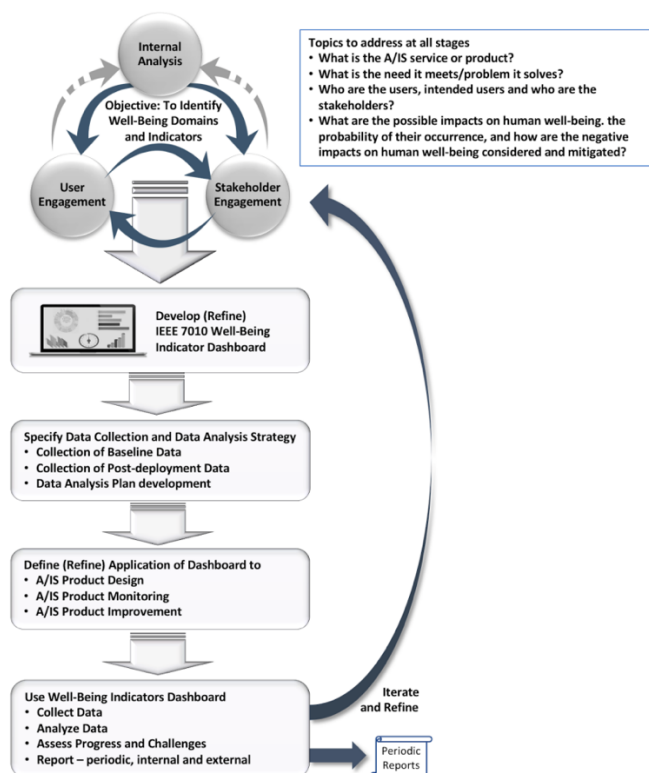 Internal
Analysis
Objective: To Identify
Well-Being Domains
and Indicators
User
Engagement
Stakeholder
Engagement
Topics to address at all stages
• What is the A/IS service or product?
• What is the need it meets/problem it solves?
• Who are the users, intended users and who are the
stakeholders?
• What are the possible impacts on human well-being. the
probability of their occurrence, and how are the negative
impacts on human well-being considered and mitigated?
Develop (Refine)
IEEE 7010 Well-Being
Indicator Dashboard
Specify Data Collection and Data Analysis Strategy
• Collection of Baseline Data
• Collection of Post-deployment Data
• Data Analysis Plan development
Define (Refine) Application of Dashboard to
• A/IS Product Design
• A/IS Product Monitoring
• A/IS Product Improvement
Use Well-Being Indicators Dashboard
• Collect Data
• Analyze Data
• Assess Progress and Challenges
• Report – periodic, internal and external
Iterate
and Refine
Periodic
Reports